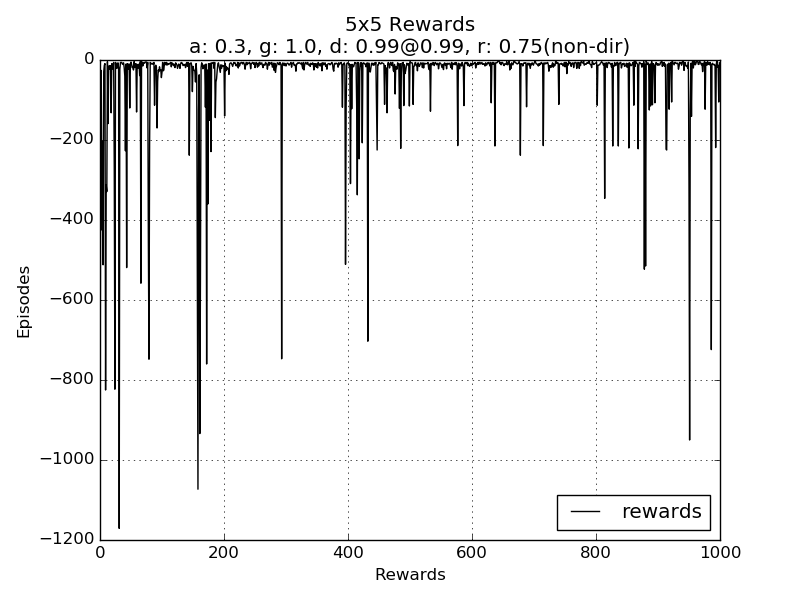 5x5 Rewards
a: 0.3, g: 1.0, d: 0.99@0.99, r: 0.75(non-dir)
0
−200
−400
−600
−800
−1000
−1200
Episodes
rewards
0 200 400 600 800 1000
Rewards